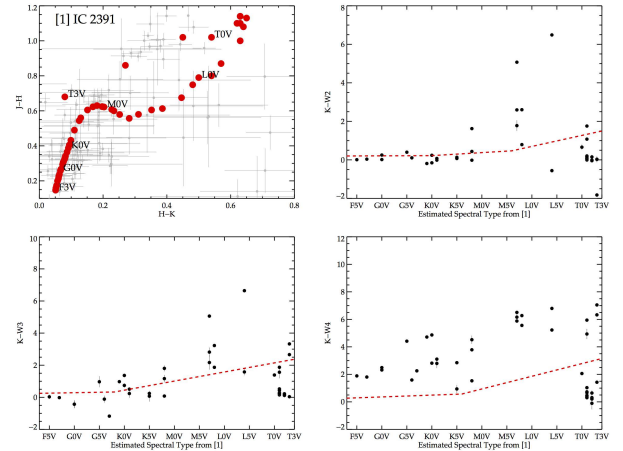 [1] IC 2391
J−H
1.2
1.0
0.8
0.6
0.4
0.2
T0V
L0V
T3V
M0V
K0V
G0V
F3V
0.0 0.2 0.4 0.6 0.8
H−K
K−W2
8
6
4
2
0
−2
F5V G0V G5V K0V K5V M0V M5V L0V L5V T0V T3V
Estimated Spectral Type from [1]
K−W3
10
8
6
4
2
0
−2
F5V G0V G5V K0V K5V M0V M5V L0V L5V T0V T3V
Estimated Spectral Type from [1]
K−W4
10
8
6
4
2
0
−2
F5V G0V G5V K0V K5V M0V M5V L0V L5V T0V T3V
Estimated Spectral Type from [1]